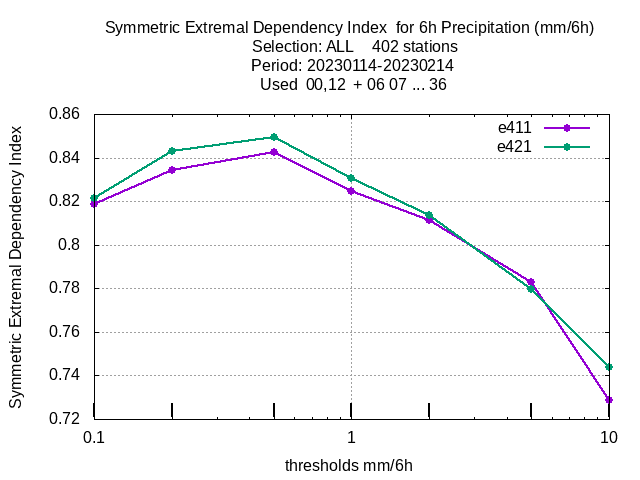 Symmetric Extremal Dependency Index  for 6h Precipitation (mm/6h)
Selection: ALL    402 stations
Period: 20230114-20230214
Used  00,12  + 06 07 ... 36
Symmetric Extremal Dependency Index
0.86
0.84
0.82
0.8
0.78
0.76
0.74
0.72
e411
e421
0.1
1
10
thresholds mm/6h